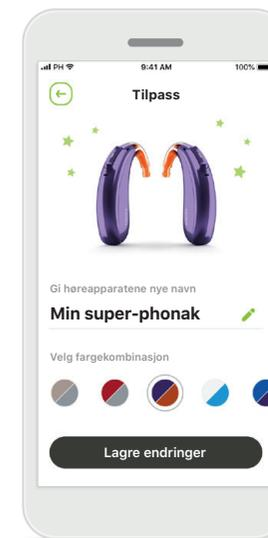 PH 9:41 AM 100%
Tilpass
Gi høreapparatene nye navn
Min super-phonak
Velg fargekombinasjon
Lagre endringer